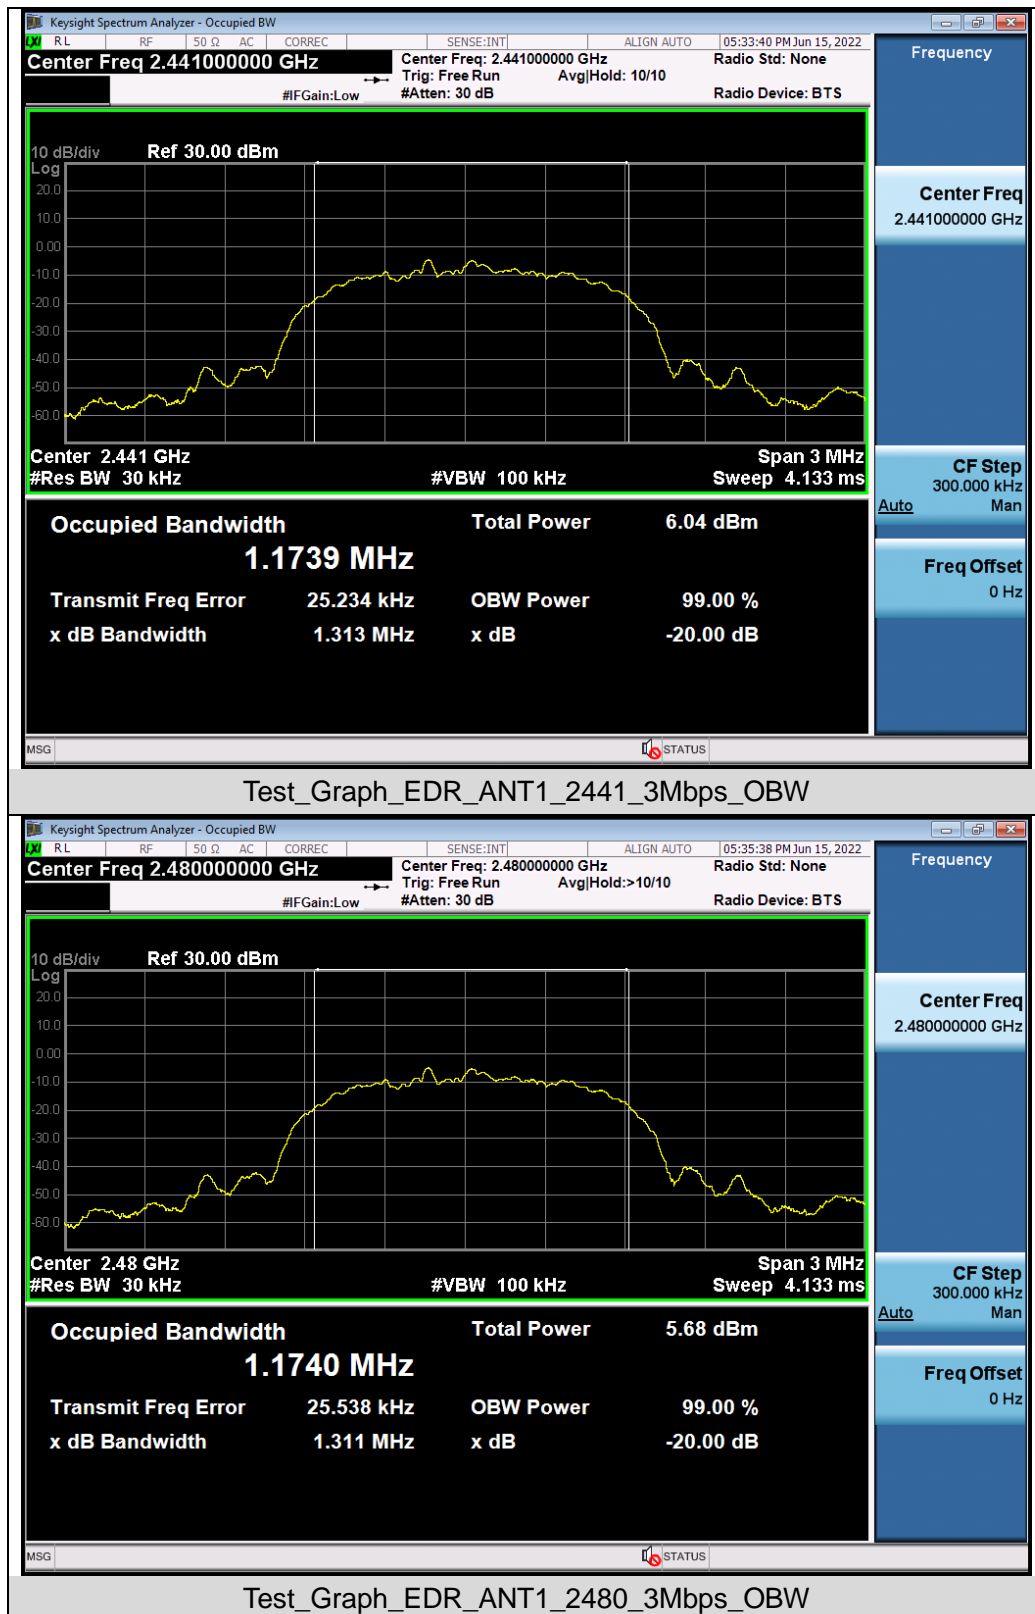 Keysight Spectrum Analyzer - Occupied BW
LXI RL RF 50 Ω AC CORREC SENSE:INT ALIGN AUTO 05:33:40 PM Jun 15, 2022
Center Freq 2.441000000 GHz
Center Freq: 2.441000000 GHz
Radio Std: None
Trig: Free Run Avg|Hold: 10/10
#IFGain:Low
#Atten: 30 dB
Radio Device: BTS
Frequency
10 dB/div Ref 30.00 dBm
Log
20.0
10.0
0.00
-10.0
-20.0
-30.0
-40.0
-50.0
-60.0
Center Freq
2.441000000 GHz
Center 2.441 GHz Span 3 MHz
#Res BW 30 kHz #VBW 100 kHz Sweep 4.133 ms
CF Step
300.000 kHz
Auto Man
Occupied Bandwidth Total Power 6.04 dBm
1.1739 MHz
Transmit Freq Error 25.234 kHz OBW Power 99.00 %
x dB Bandwidth 1.313 MHz x dB -20.00 dB
Freq Offset
0 Hz
MSG STATUS
Test_Graph_EDR_ANT1_2441_3Mbps_OBW
Keysight Spectrum Analyzer - Occupied BW
LXI RL RF 50 Ω AC CORREC SENSE:INT ALIGN AUTO 05:35:38 PM Jun 15, 2022
Center Freq 2.480000000 GHz
Center Freq: 2.480000000 GHz
Radio Std: None
Trig: Free Run Avg|Hold:>10/10
#IFGain:Low
#Atten: 30 dB
Radio Device: BTS
Frequency
10 dB/div Ref 30.00 dBm
Log
20.0
10.0
0.00
-10.0
-20.0
-30.0
-40.0
-50.0
-60.0
Center Freq
2.480000000 GHz
Center 2.48 GHz Span 3 MHz
#Res BW 30 kHz #VBW 100 kHz Sweep 4.133 ms
CF Step
300.000 kHz
Auto Man
Occupied Bandwidth Total Power 5.68 dBm
1.1740 MHz
Transmit Freq Error 25.538 kHz OBW Power 99.00 %
x dB Bandwidth 1.311 MHz x dB -20.00 dB
Freq Offset
0 Hz
MSG STATUS
Test_Graph_EDR_ANT1_2480_3Mbps_OBW